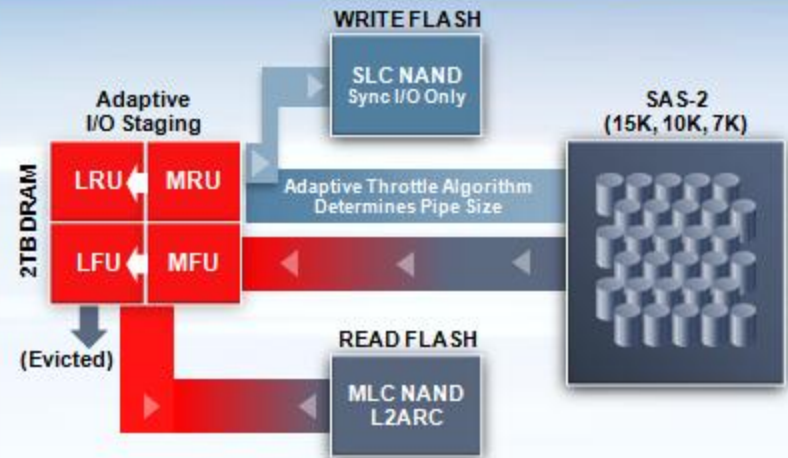 WRITE FLASH
SLC NAND
Sync I/O Only
Adaptive
I/O Staging
SAS-2
(15K, 10K, 7K)
2TB DRAM
LRU
MRU
Adaptive Throttle Algorithm
Determines Pipe Size
LFU
MFU
(Evicted)
READ FLASH
MLC NAND
L2ARC